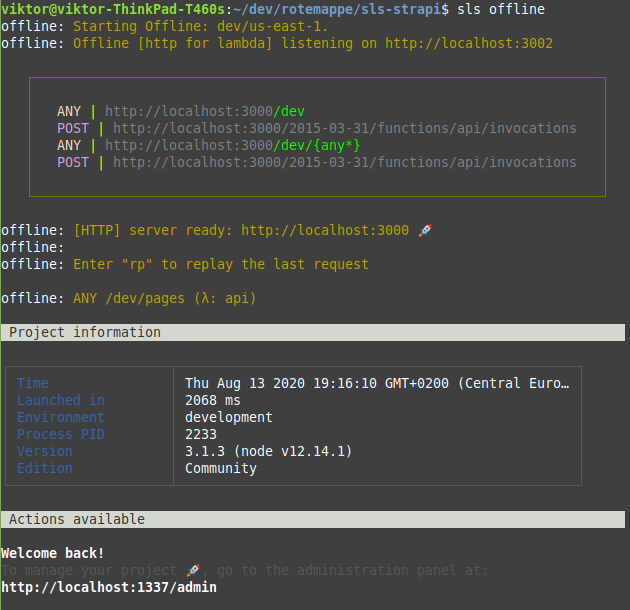 viktor@viktor-ThinkPad-T460s:~/dev/rotemappe/sls-strapi$ sls offline
offline: Starting Offline: dev/us-east-1.
offline: Offline [http for lambda] listening on http://localhost:3002
ANY | http://localhost:3000/dev
POST | http://localhost:3000/2015-03-31/functions/api/invocations
ANY | http://localhost:3000/dev/{any*}
POST | http://localhost:3000/2015-03-31/functions/api/invocations
offline: [HTTP] server ready: http://localhost:3000 🚀
offline:
offline: Enter "rp" to replay the last request
offline: ANY /dev/pages (λ: api)
Project information
Time Thu Aug 13 2020 19:16:10 GMT+0200 (Central Euro…
Launched in 2068 ms
Environment development
Process PID 2233
Version 3.1.3 (node v12.14.1)
Edition Community
Actions available
Welcome back!
To manage your project 🚀, go to the administration panel at:
http://localhost:1337/admin